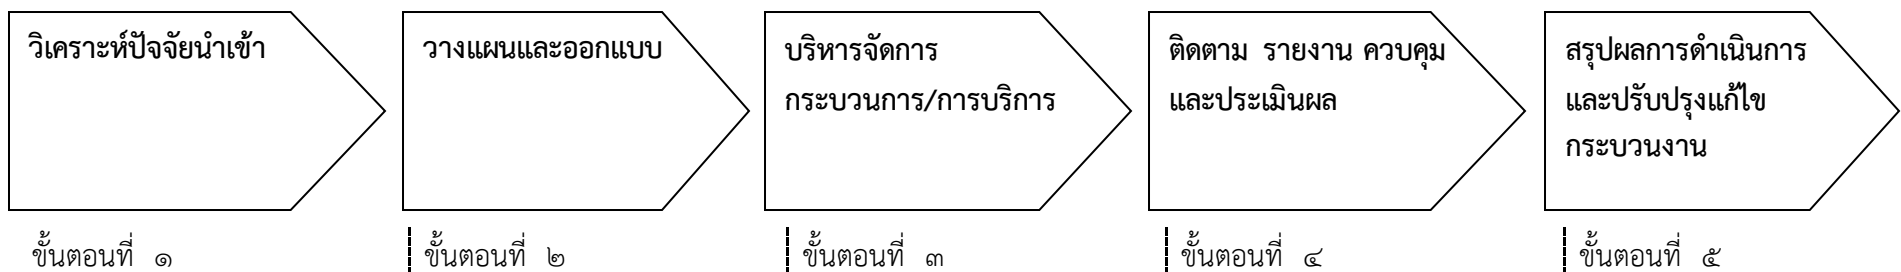 วิเคราะห์ปัจจัยนำเข้า
วางแผนและออกแบบ
บริหารจัดการ
กระบวนการ/การบริการ
ติดตาม รายงาน ควบคุม
และประเมินผล
สรุปผลการดำเนินการ
และปรับปรุงแก้ไข
กระบวนงาน
ขั้นตอนที่ ๑
ขั้นตอนที่ ๒
ขั้นตอนที่ ๓
ขั้นตอนที่ ๔
ขั้นตอนที่ ๕